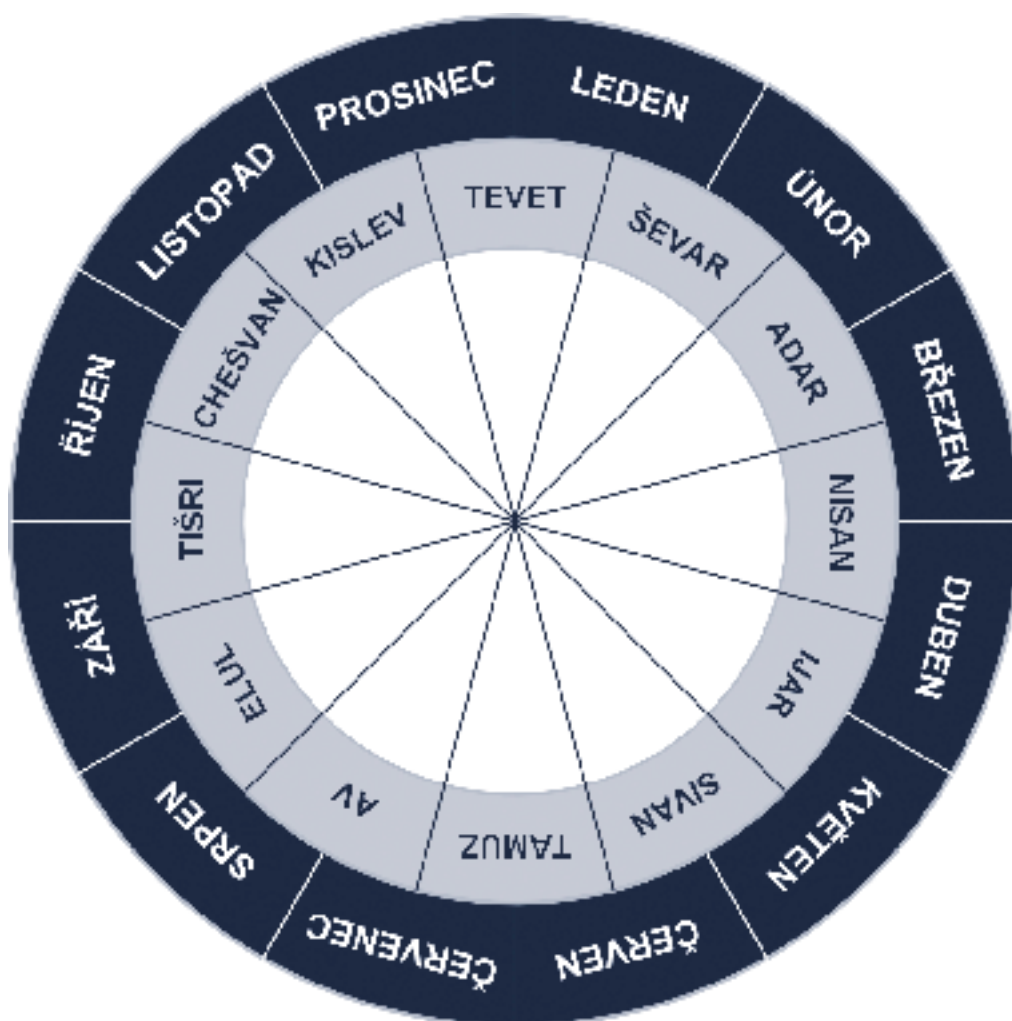 LEDEN
ÚNOR
BŘEZEN
DUBEN
KVĚTEN
ČERVEN
ČERVENEC
SRPEN
ZÁŘÍ
ŘÍJEN
LISTOPAD
PROSINEC
TEVET
ŠEVAR
ADAR
NISAN
IJAR
SIVAN
TAMUZ
AV
ELUL
TIŠRI
CHEŠVAN
KISLEV